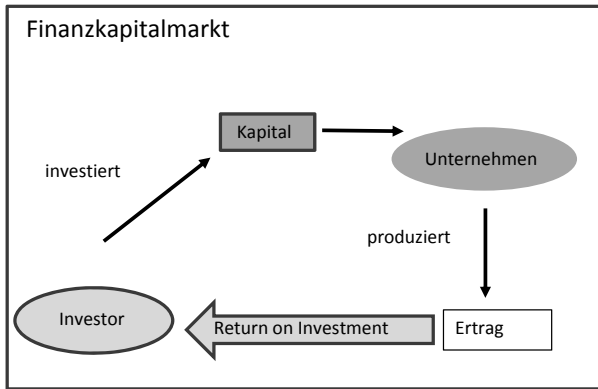 Finanzkapitalmarkt
Kapital
Unternehmen
investiert
produziert
Investor
Return on Investment
Ertrag